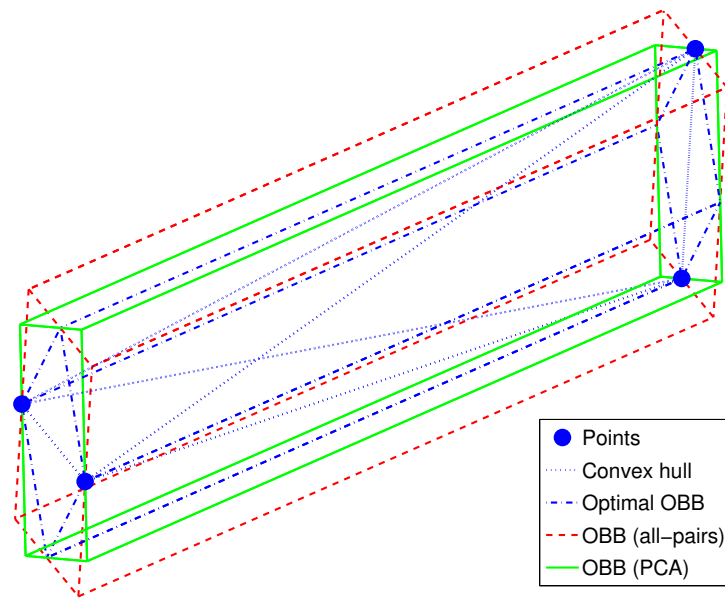 Points
Convex hull
Optimal OBB
OBB (all−pairs)
OBB (PCA)